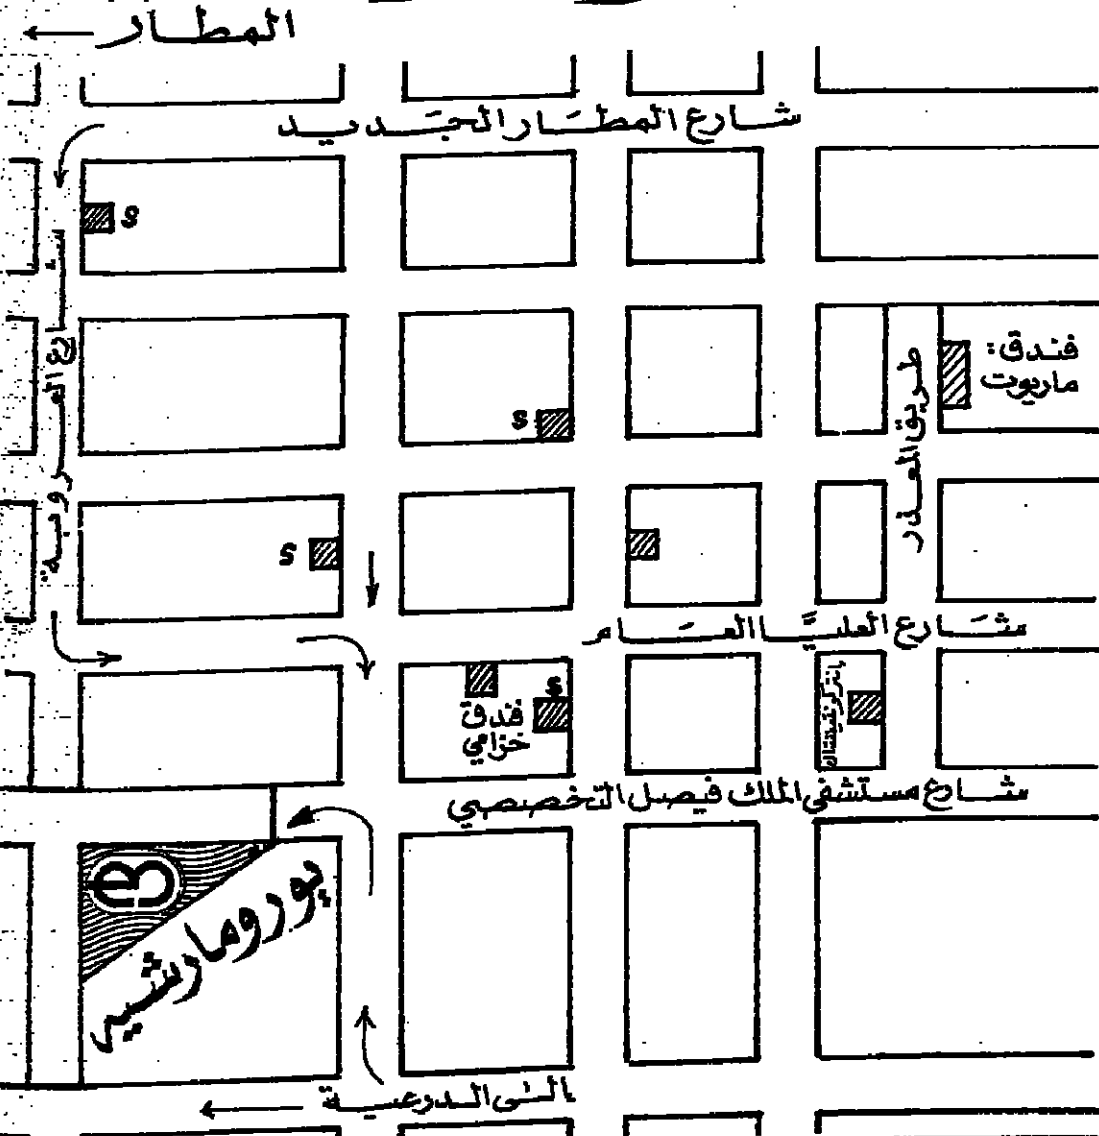 المطار
شارع المطار الجديد
S
شارع العروبة
فندق:
ماريوت
طريق المعذر
S
S
شارع العليا العام
S
فندق
خزامي
شارع مستشفى الملك فيصل التخصصي
يورومارشيه
الى الدرعية